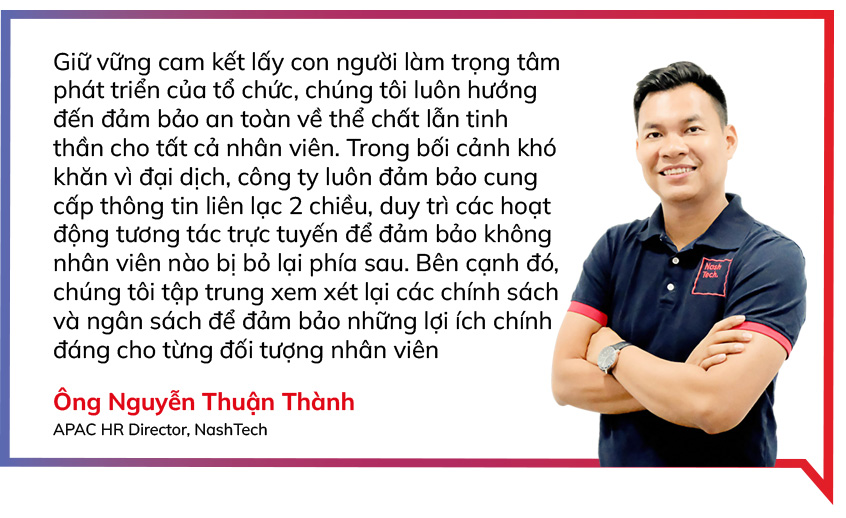 Giữ vững cam kết lấy con người làm trọng tâm
phát triển của tổ chức, chúng tôi luôn hướng
đến đảm bảo an toàn về thể chất lẫn tinh
thần cho tất cả nhân viên. Trong bối cảnh khó
khăn vì đại dịch, công ty luôn đảm bảo cung
cấp thông tin liên lạc 2 chiều, duy trì các hoạt
động tương tác trực tuyến để đảm bảo không
nhân viên nào bị bỏ lại phía sau. Bên cạnh đó,
chúng tôi tập trung xem xét lại các chính sách
và ngân sách để đảm bảo những lợi ích chính
đáng cho từng đối tượng nhân viên
Ông Nguyễn Thuận Thành
APAC HR Director, NashTech
Nash
Tech.